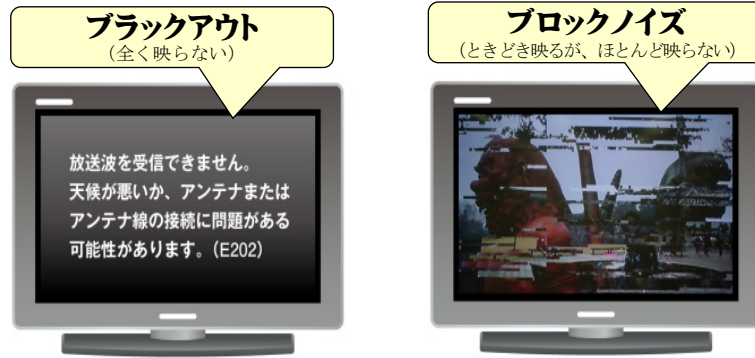 ブラックアウト
（全く映らない）
放送波を受信できません。
天候が悪いか、アンテナまたは
アンテナ線の接続に問題がある
可能性があります。（E202）
ブロックノイズ
（ときどき映るが、ほとんど映らない）